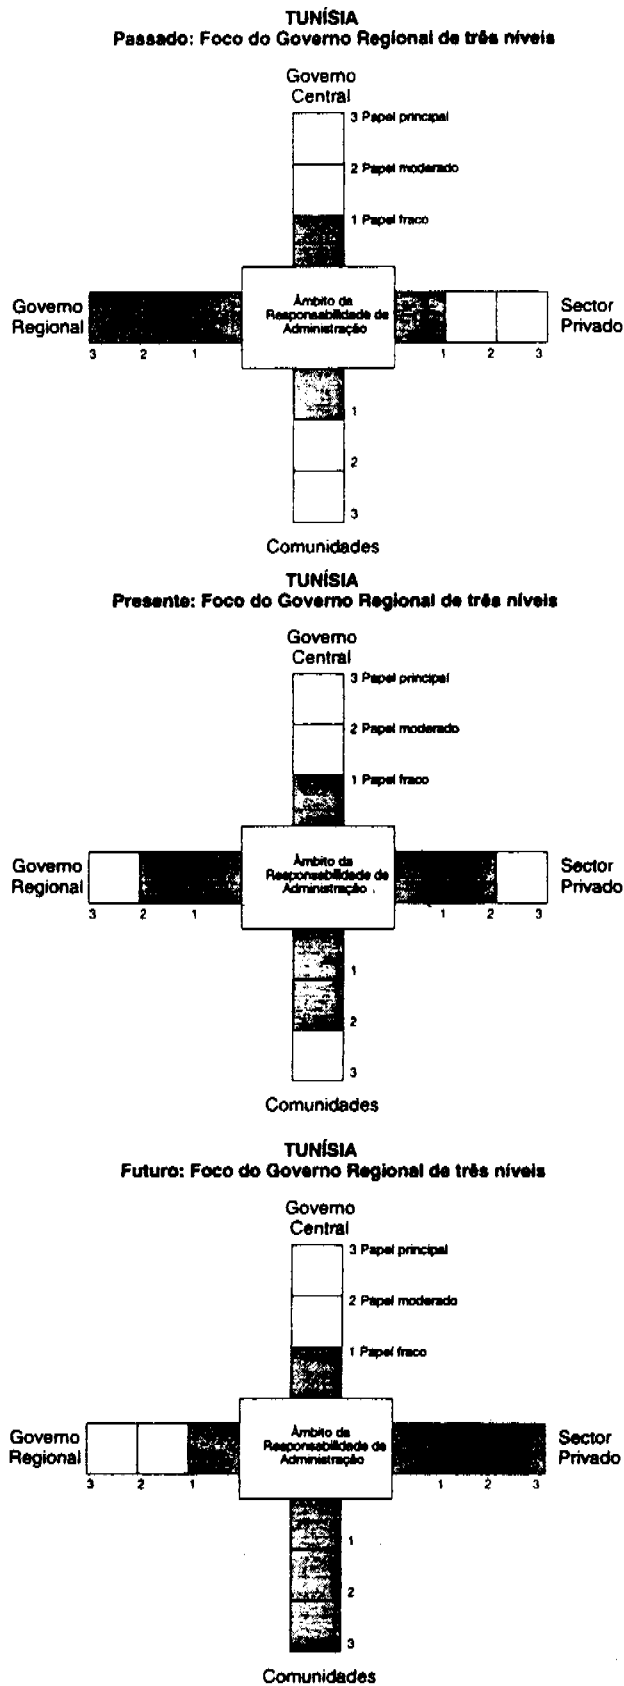 TUNÍSIA
Passado: Foco do Governo Regional de três níveis
Governo
Central
3 Papel principal
2 Papel moderado
1 Papel fraco
Governo
Regional
Âmbito da
Responsabilidade de
Administração
Sector
Privado
3 2 1
1 2 3
1
2
3
Comunidades
TUNÍSIA
Presente: Foco do Governo Regional de três níveis
Governo
Central
3 Papel principal
2 Papel moderado
1 Papel fraco
Governo
Regional
Âmbito da
Responsabilidade de
Administração
Sector
Privado
3 2 1
1 2 3
1
2
3
Comunidades
TUNÍSIA
Futuro: Foco do Governo Regional de três níveis
Governo
Central
3 Papel principal
2 Papel moderado
1 Papel fraco
Governo
Regional
Âmbito da
Responsabilidade de
Administração
Sector
Privado
3 2 1
1 2 3
1
2
3
Comunidades